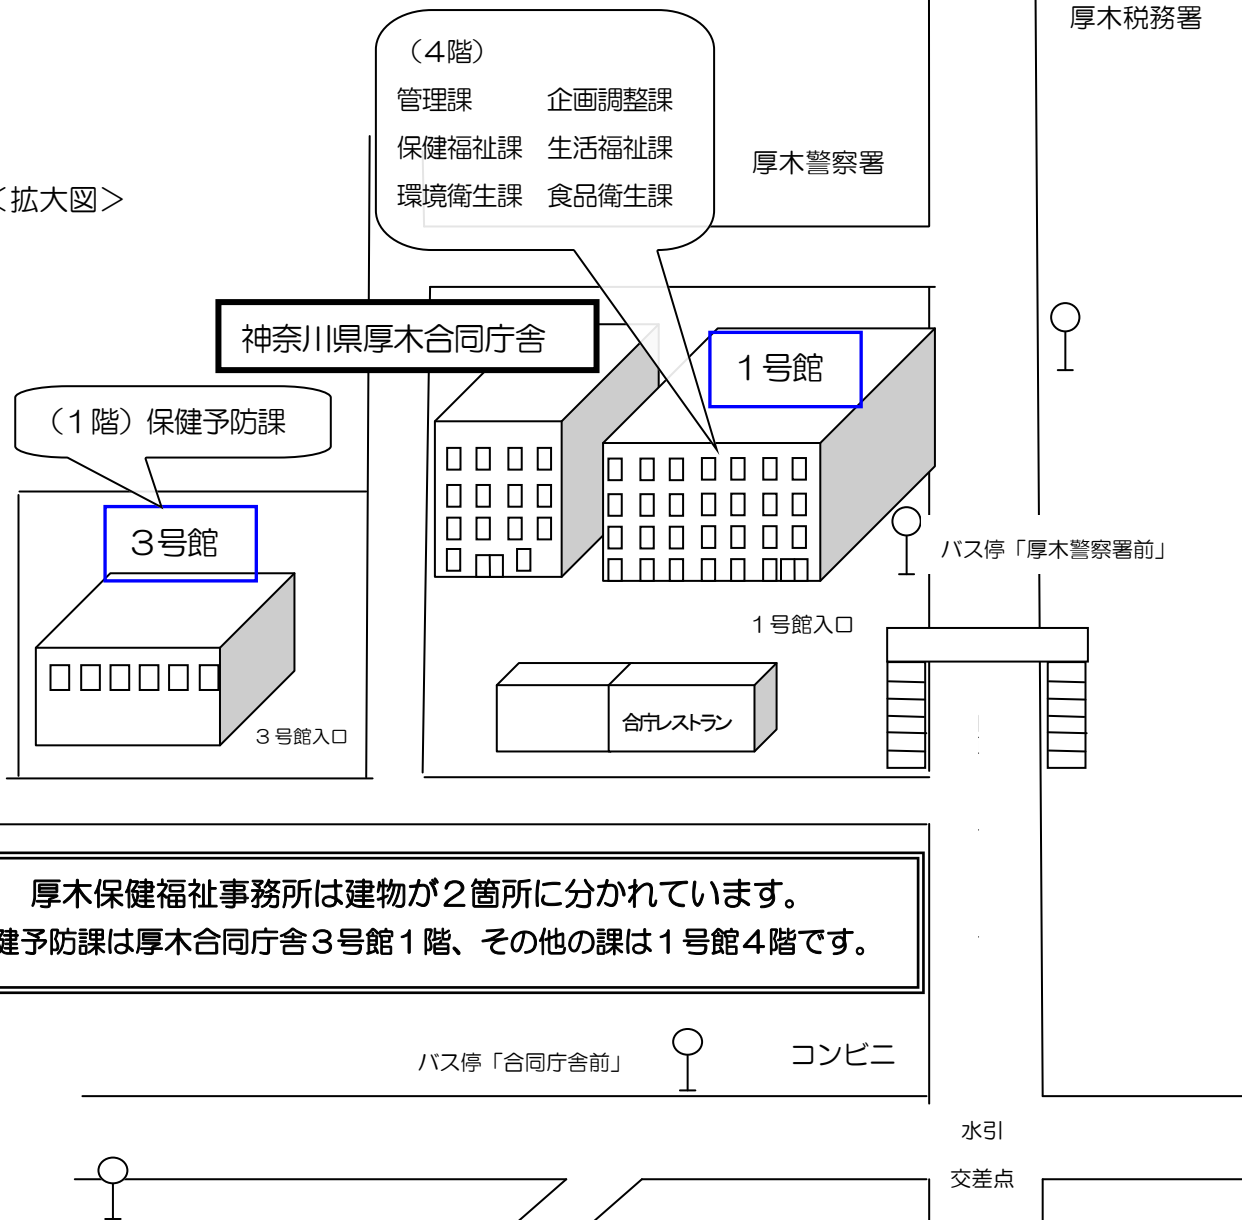 厚木税務署
（4階）
管理課　企画調整課
保健福祉課　生活福祉課
環境衛生課　食品衛生課
厚木警察署
＜拡大図＞
神奈川県厚木合同庁舎
1号館
（1階）保健予防課
3号館
バス停「厚木警察署前」
1号館入口
合庁レストラン
3号館入口
厚木保健福祉事務所は建物が２箇所に分かれています。
健予防課は厚木合同庁舎３号館１階、その他の課は１号館４階です。
バス停「合同庁舎前」
コンビニ
水引
交差点